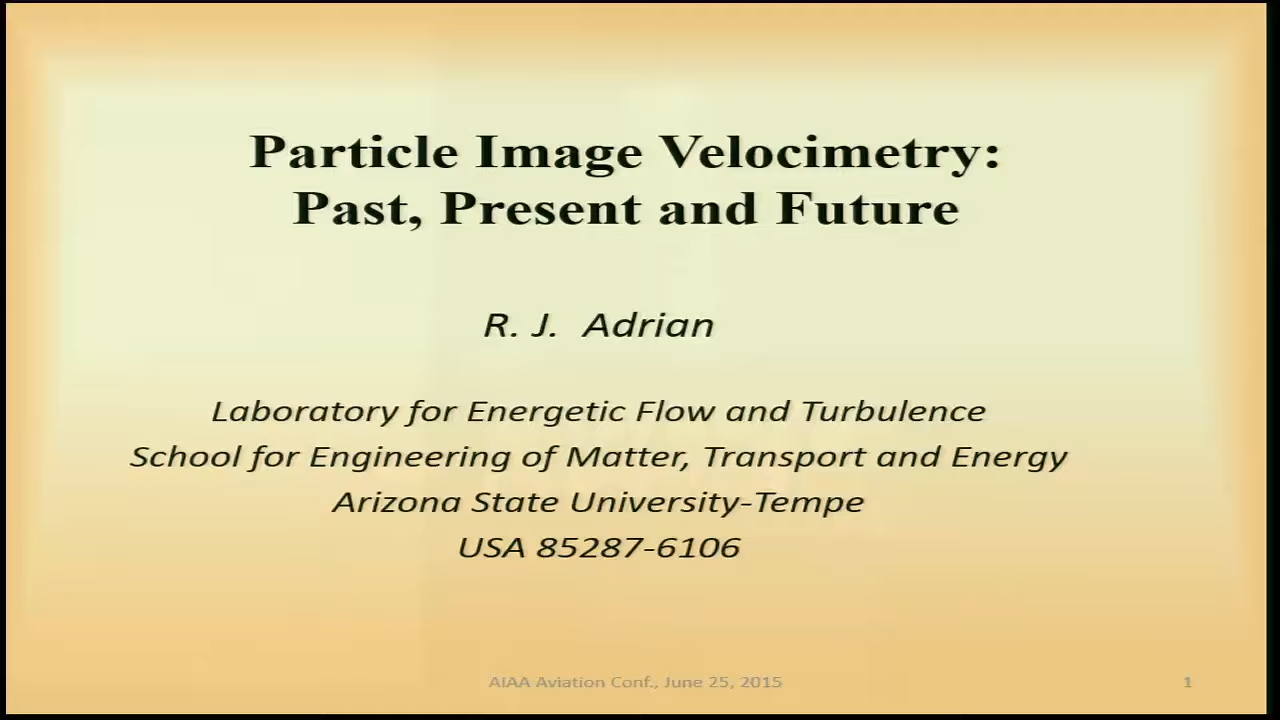 Particle Image Velocimetry:
Past, Present and Future
R. J. Adrian
Laboratory for Energetic Flow and Turbulence
School for Engineering of Matter, Transport and Energy
Arizona State University-Tempe
USA 85287-6106
AIAA Aviation Conf., June 25, 2015
1